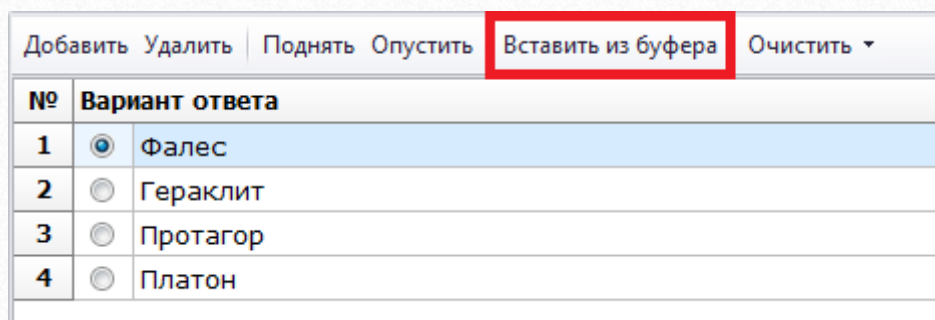 Добавить Удалить Поднять Опустить Вставить из буфера Очистить
№ Вариант ответа
1 Фалес
2 Гераклит
3 Протагор
4 Платон